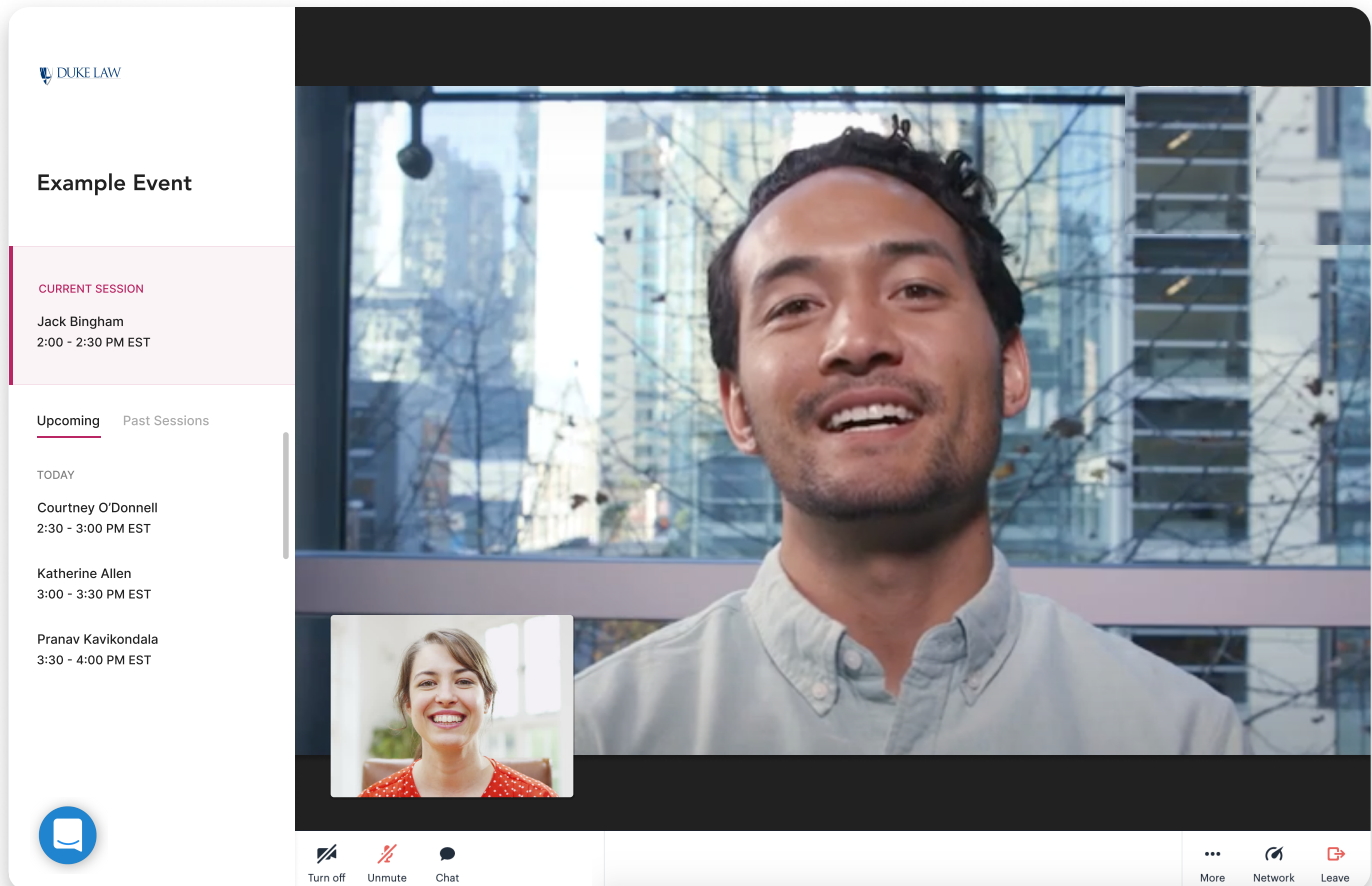 DUKE LAW
Example Event
CURRENT SESSION
Jack Bingham
2:00 - 2:30 PM EST
Upcoming Past Sessions
TODAY
Courtney O’Donnell
2:30 - 3:00 PM EST
Katherine Allen
3:00 - 3:30 PM EST
Pranav Kavikondala
3:30 - 4:00 PM EST
Turn off Unmute Chat More Network Leave